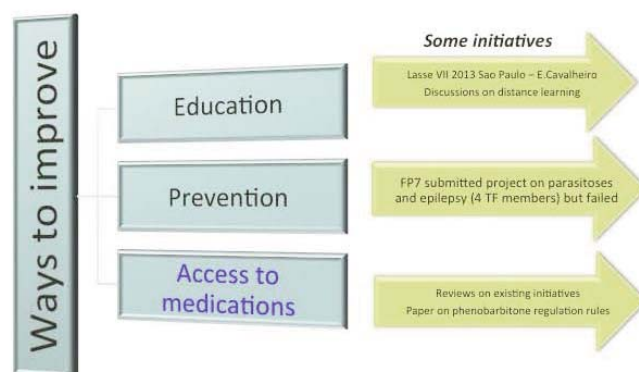 Ways to improve
Some initiatives
Education
Lasse VII 2013 Sao Paulo – E.Cavalheiro
Discussions on distance learning
Prevention
FP7 submitted project on parasitoses
and epilepsy (4 TF members) but failed
Access to
medications
Reviews on existing initiatives
Paper on phenobarbitone regulation rules